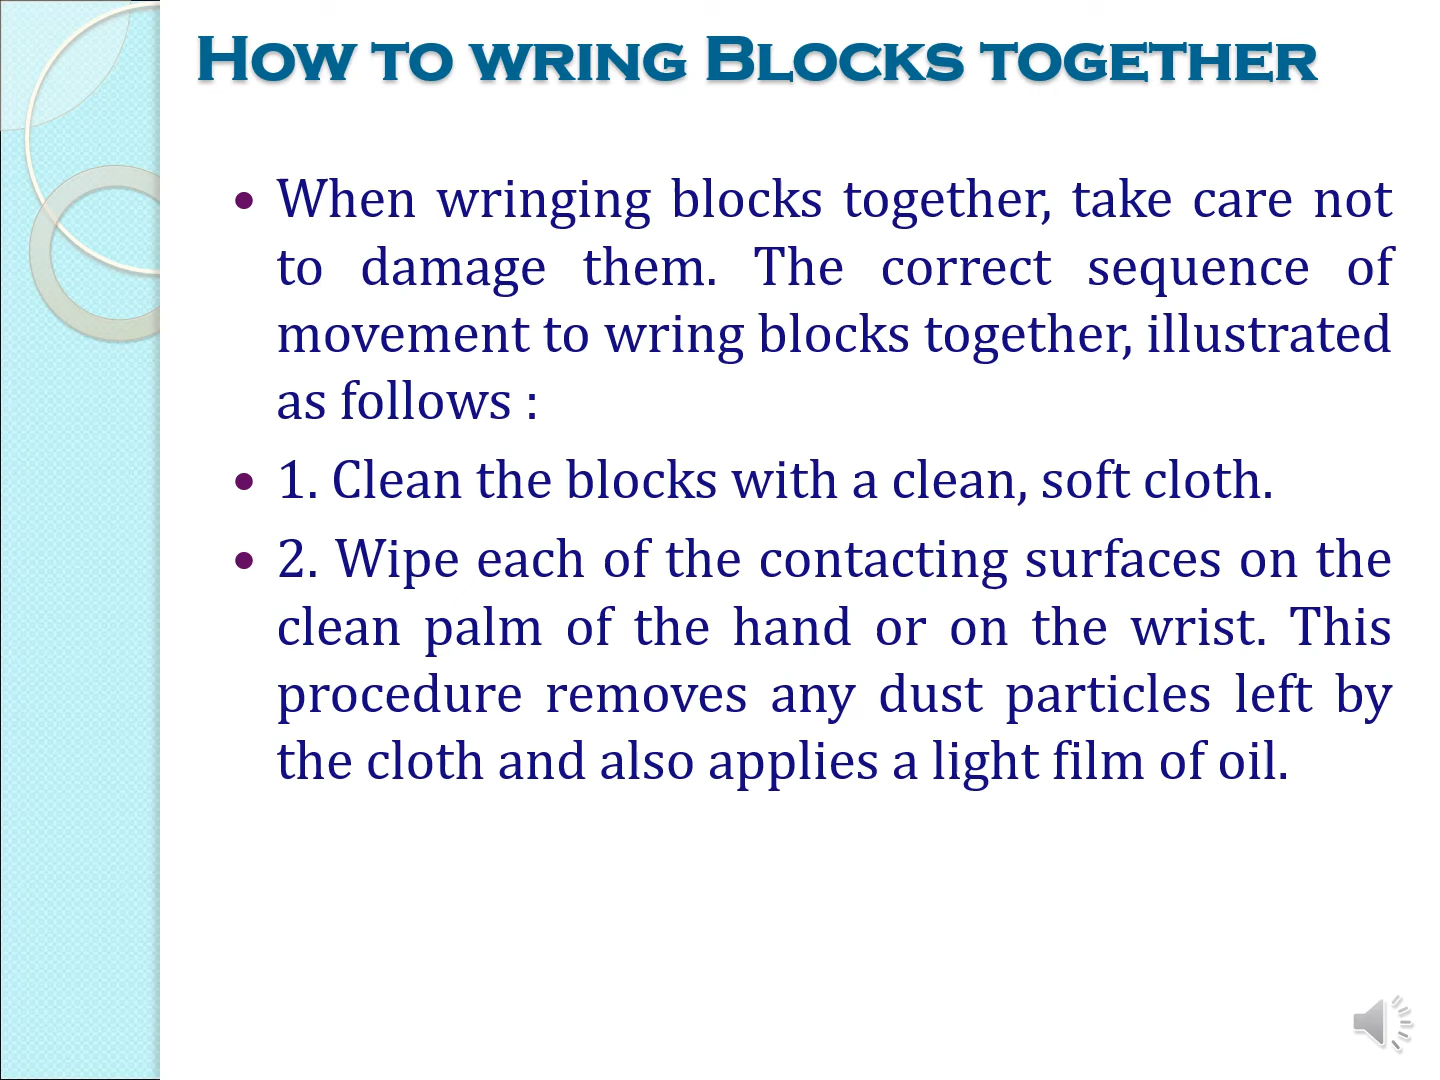 How to wring Blocks together
• When wringing blocks together, take care not
to damage them. The correct sequence of
movement to wring blocks together, illustrated
as follows :
• 1. Clean the blocks with a clean, soft cloth.
• 2. Wipe each of the contacting surfaces on the
clean palm of the hand or on the wrist. This
procedure removes any dust particles left by
the cloth and also applies a light film of oil.